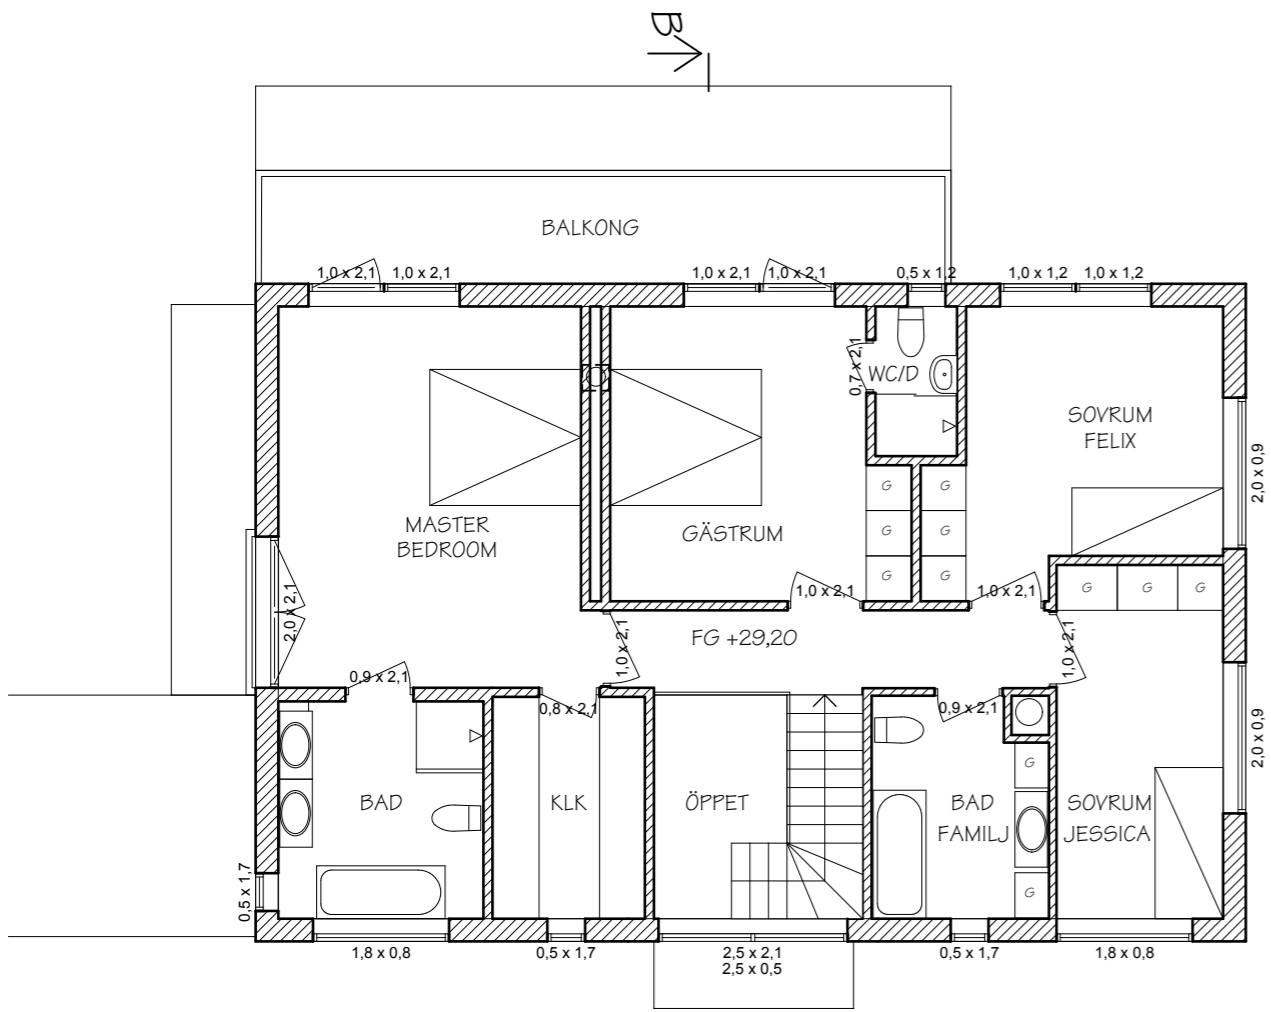 B
BALKONG
1,0 x 2,1
1,0 x 2,1
1,0 x 2,1
1,0 x 2,1
0,5 x 1,2
1,0 x 1,2
1,0 x 1,2
0,7 x 2,1
WC/D
SOVRUM
FELIX
2,0 x 0,9
MASTER
BEDROOM
GÄSTRUM
G
G
G
G
G
G
2,0 x 2,1
1,0 x 2,1
1,0 x 2,1
G
G
G
FG +29,20
1,0 x 2,1
1,0 x 2,1
0,9 x 2,1
0,8 x 2,1
0,9 x 2,1
2,0 x 0,9
G
BAD
KLK
ÖPPET
BAD
FAMILJ
SOVRUM
JESSICA
G
0,5 x 1,7
1,8 x 0,8
0,5 x 1,7
2,5 x 2,1
2,5 x 0,5
0,5 x 1,7
1,8 x 0,8